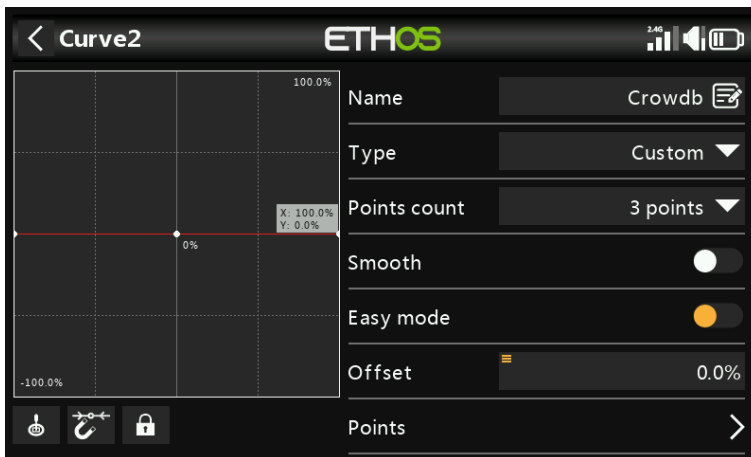 Curve2
ETHOS
2.4G
100.0%
X: 100.0%
Y: 0.0%
0%
-100.0%
Name
Crowdb
Type
Custom
Points count
3 points
Smooth
Easy mode
Offset
0.0%
Points